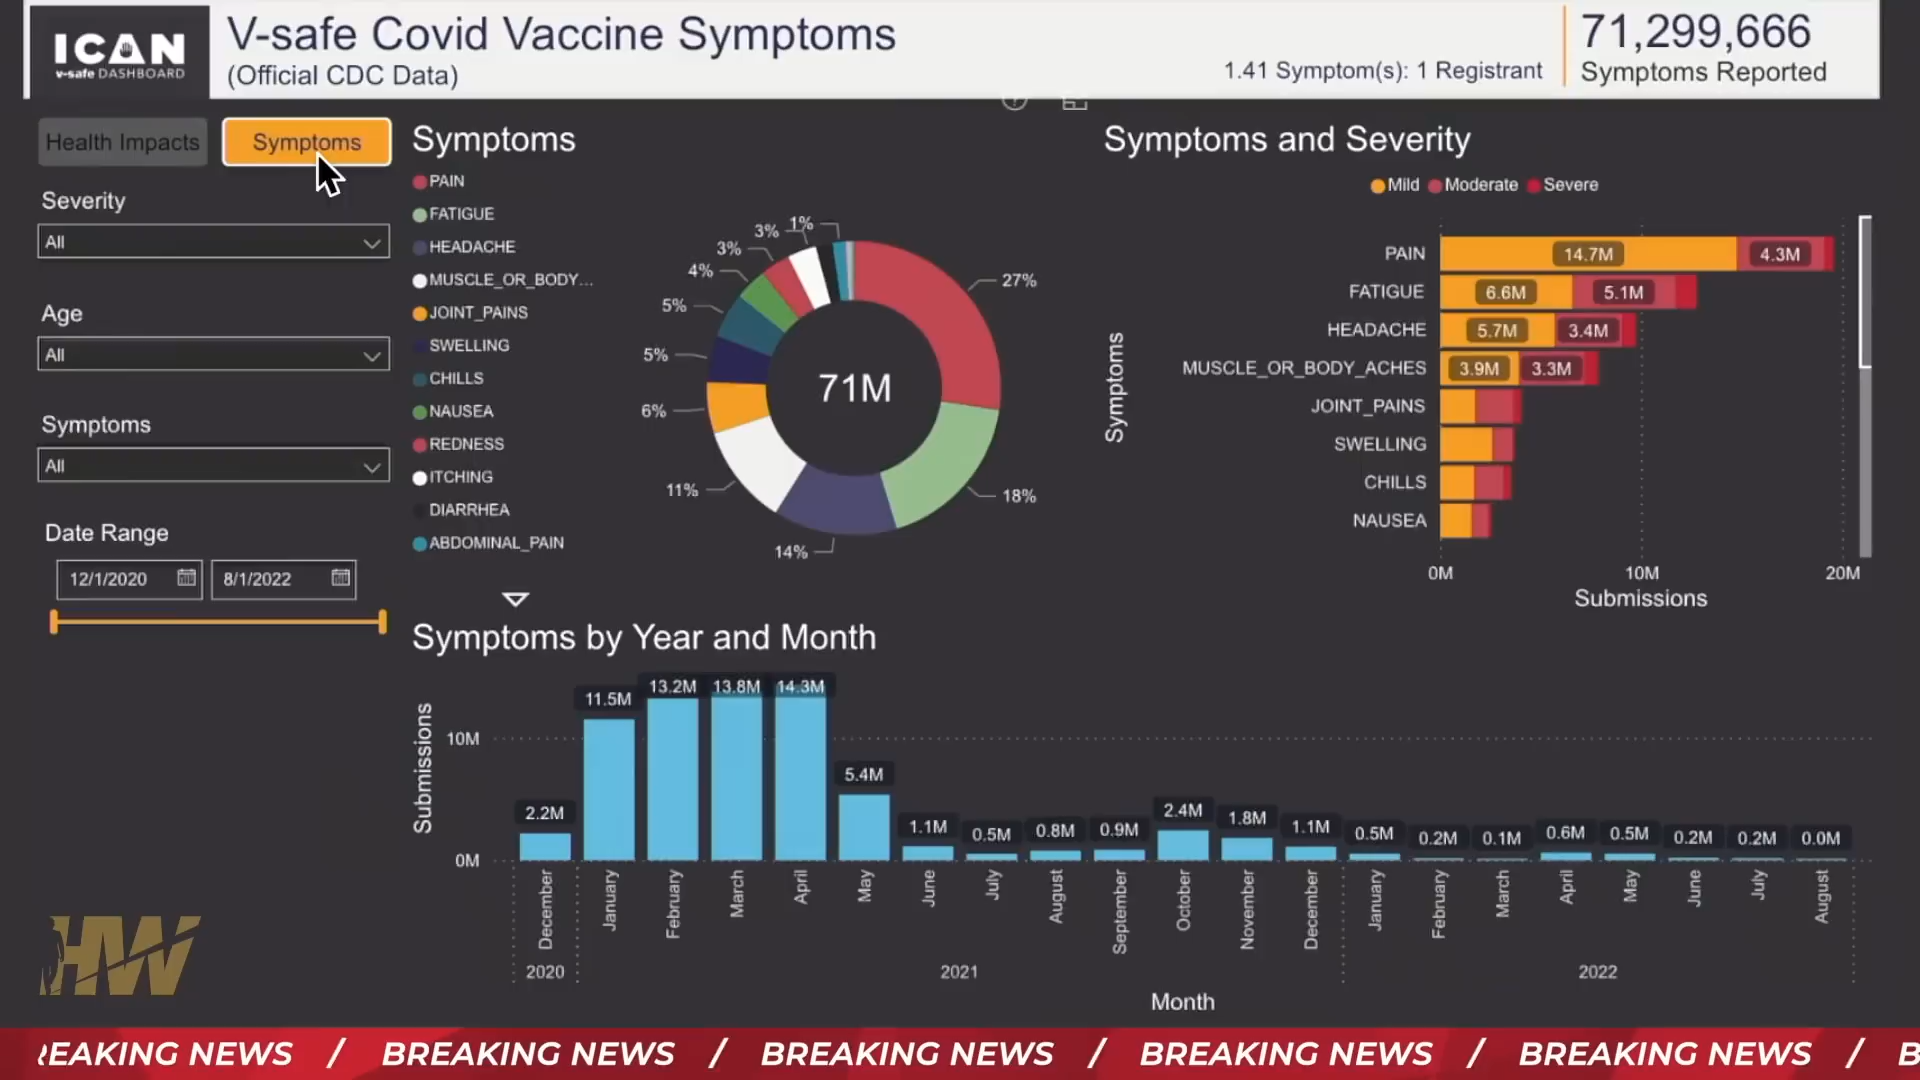 ICAN
v-safe DASHBOARD
V-safe Covid Vaccine Symptoms
(Official CDC Data)
1.41 Symptom(s): 1 Registrant
71,299,666
Symptoms Reported
Health Impacts
Symptoms
Severity
All
Age
All
Symptoms
All
Date Range
12/1/2020
8/1/2022
Symptoms
PAIN
FATIGUE
HEADACHE
MUSCLE_OR_BODY...
JOINT_PAINS
SWELLING
CHILLS
NAUSEA
REDNESS
ITCHING
DIARRHEA
ABDOMINAL_PAIN
27%
18%
14%
11%
6%
5%
5%
4%
3%
3%
1%
71M
Symptoms and Severity
Mild Moderate Severe
Symptoms
PAIN 14.7M 4.3M
FATIGUE 6.6M 5.1M
HEADACHE 5.7M 3.4M
MUSCLE_OR_BODY_ACHES 3.9M 3.3M
JOINT_PAINS
SWELLING
CHILLS
NAUSEA
0M 10M 20M
Submissions
Symptoms by Year and Month
Submissions
10M
0M
2.2M 11.5M 13.2M 13.8M 14.3M 5.4M 1.1M 0.5M 0.8M 0.9M 2.4M 1.8M 1.1M 0.5M 0.2M 0.1M 0.6M 0.5M 0.2M 0.2M 0.0M
December January February March April May June July August September October November December January February March April May June July August
2020 2021 2022
Month
HW
REAKING NEWS / BREAKING NEWS / BREAKING NEWS / BREAKING NEWS / BREAKING NEWS / B